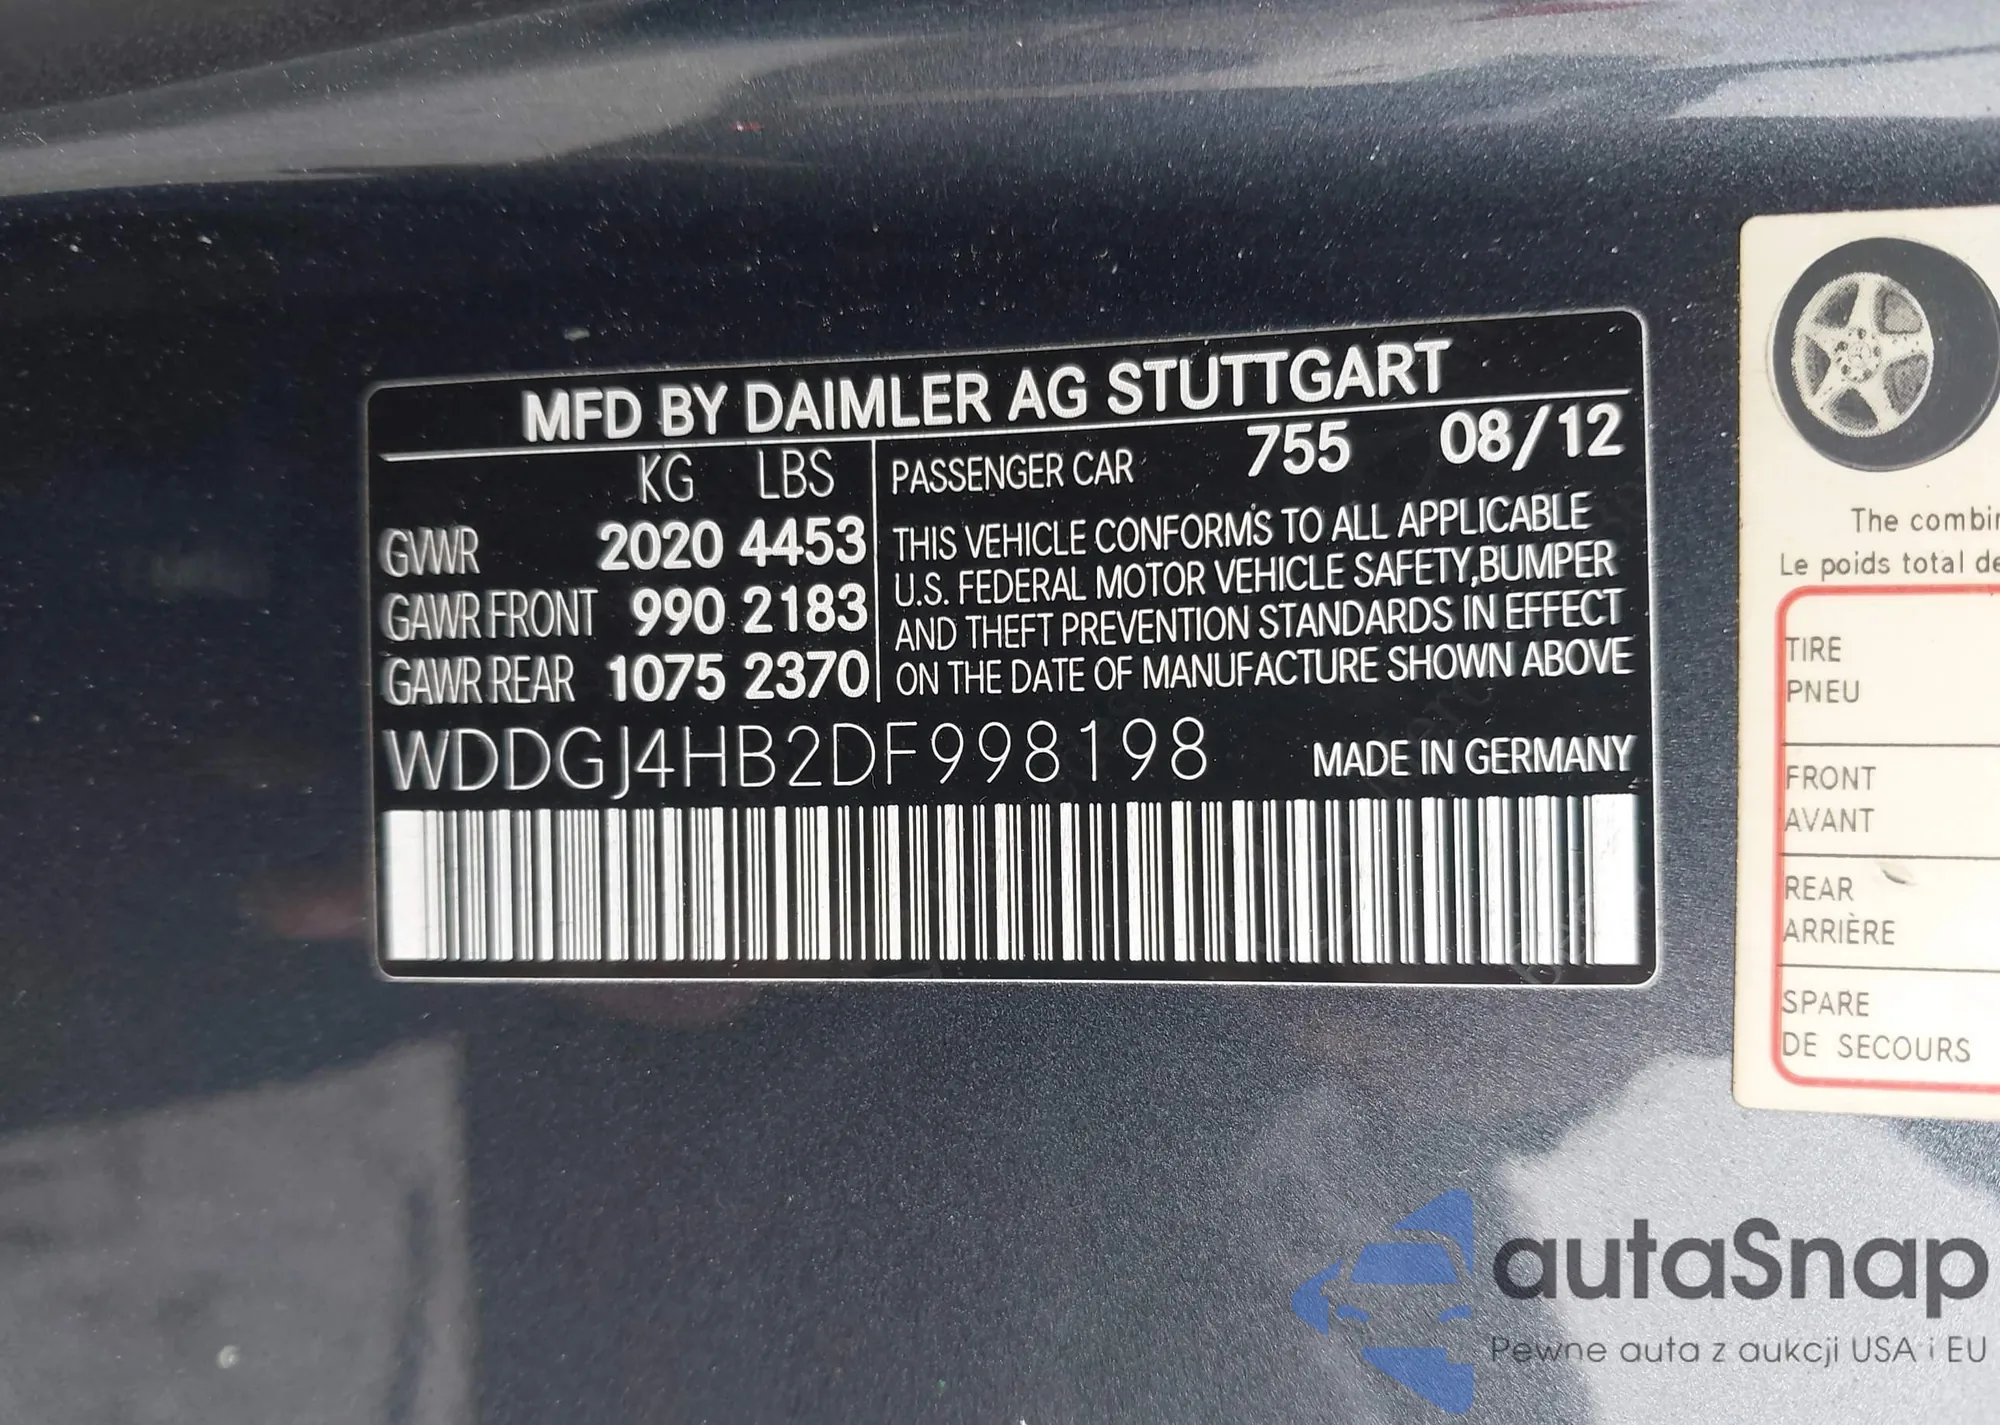 MFD BY DAIMLER AG STUTTGART
KG LBS
GVWR 2020 4453
GAWR FRONT 990 2183
GAWR REAR 1075 2370
PASSENGER CAR 755 08/12
THIS VEHICLE CONFORMS TO ALL APPLICABLE
U.S. FEDERAL MOTOR VEHICLE SAFETY,BUMPER
AND THEFT PREVENTION STANDARDS IN EFFECT
ON THE DATE OF MANUFACTURE SHOWN ABOVE
WDDGJ4HB2DF998198 MADE IN GERMANY
The combin
Le poids total de
TIRE
PNEU
FRONT
AVANT
REAR
ARRIÈRE
SPARE
DE SECOURS
autaSnap
Pewne auta z aukcji USA i EU